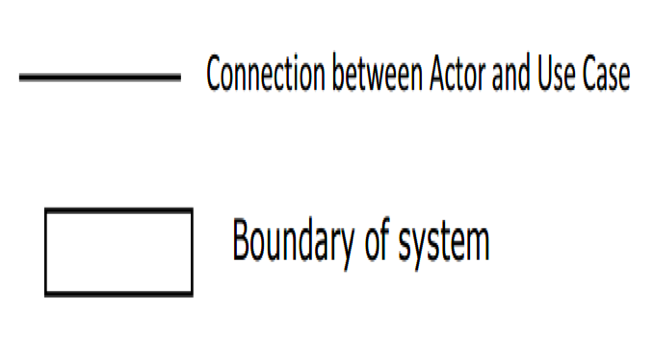 Connection between Actor and Use Case
Boundary of system